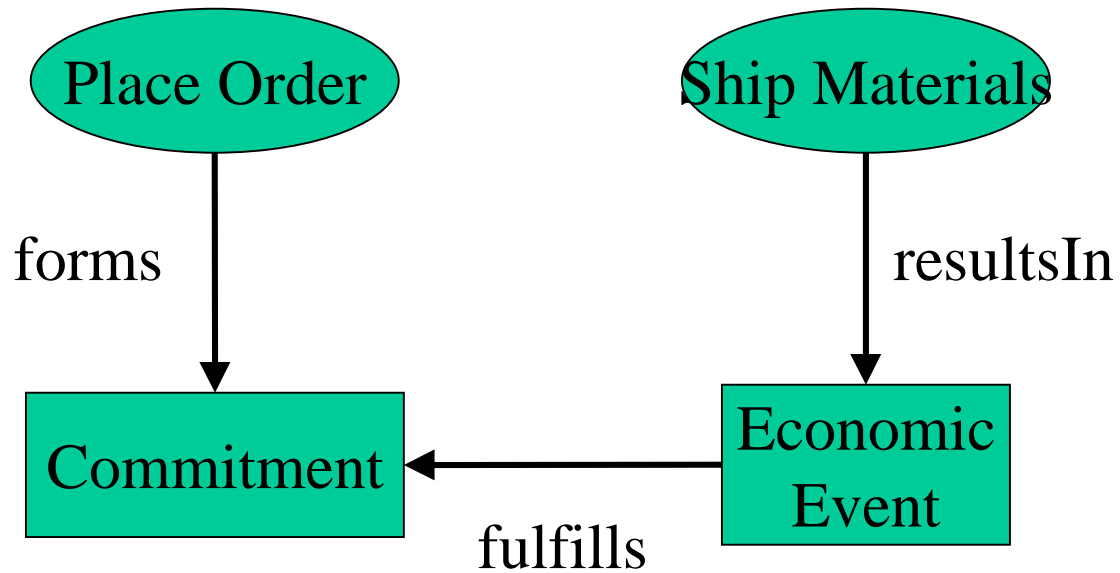 Place Order
Ship Materials
forms
resultsIn
Commitment
Economic
Event
fulfills